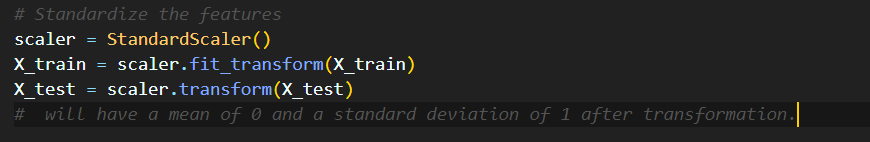 # Standardize the features
scaler = StandardScaler()
X_train = scaler.fit_transform(X_train)
X_test = scaler.transform(X_test)
#  will have a mean of 0 and a standard deviation of 1 after transformation.